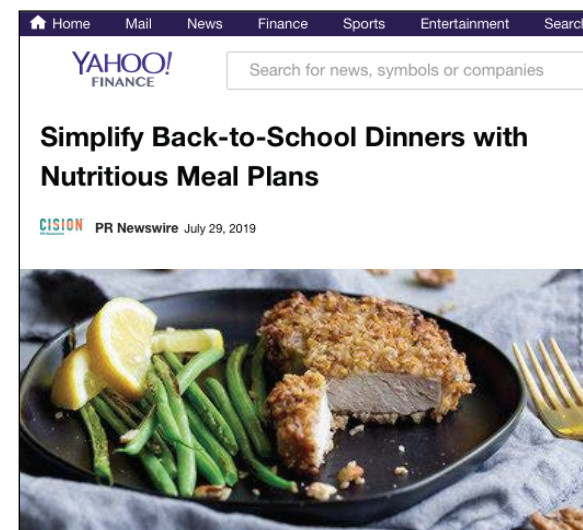 Home Mail News Finance Sports Entertainment Search
YAHOO!
FINANCE
Search for news, symbols or companies
Simplify Back-to-School Dinners with
Nutritious Meal Plans
CISION PR Newswire July 29, 2019